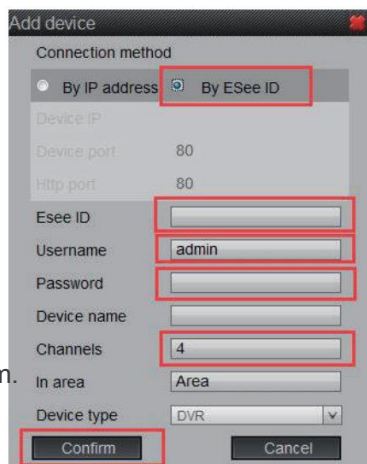 Add device
Connection method
By IP address By ESee ID
Device IP
Device port 80
Http port 80
Esee ID
Username admin
Password
Device name
Channels 4
In area Area
Device type DVR
Confirm Cancel